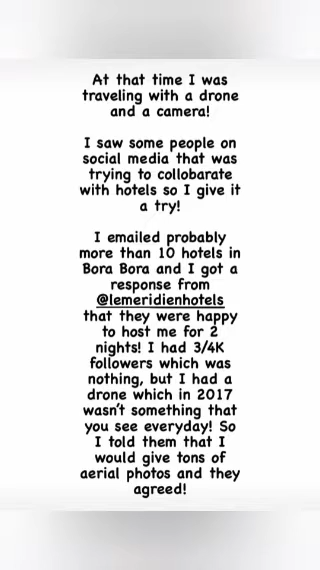 At that time I was
traveling with a drone
and a camera!
I saw some people on
social media that was
trying to collobarate
with hotels so I give it
a try!
I emailed probably
more than 10 hotels in
Bora Bora and I got a
response from
@lemeridienhotels
that they were happy
to host me for 2
nights! I had 3/4K
followers which was
nothing, but I had a
drone which in 2017
wasn't something that
you see everyday! So
I told them that I
would give tons of
aerial photos and they
agreed!